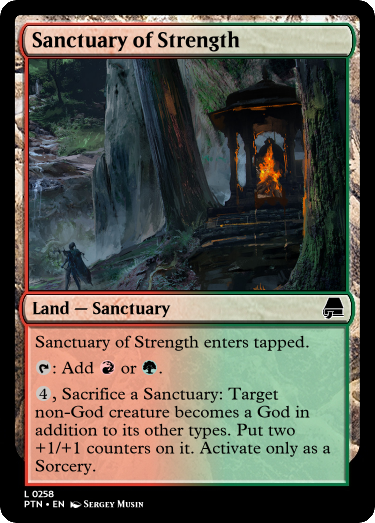 Sanctuary of Strength
Land — Sanctuary
Sanctuary of Strength enters tapped.
: Add or .
4, Sacrifice a Sanctuary: Target
non-God creature becomes a God in
addition to its other types. Put two
+1/+1 counters on it. Activate only as a
Sorcery.
L 0258
PTN • EN Sergey Musin